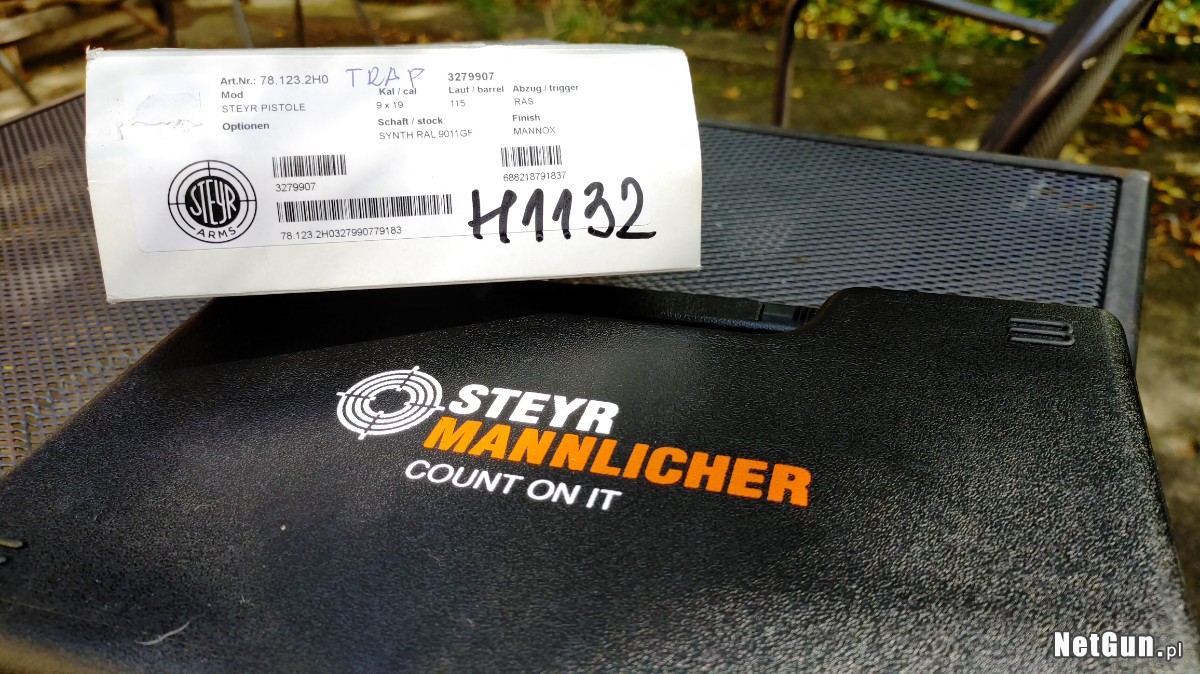 Art.Nr.: 78.123.2H0 TRAP 3279907
Mod Kal / cal Lauf / barrel Abzug / trigger
STEYR PISTOLE 9 x 19 115 RAS
Optionen Schaft / stock Finish
SYNTH RAL 9011GF MANNOX
STEYR
ARMS
3279907
688218791837
78.123.2H0327990779183
H1132
STEYR
MANNLICHER
COUNT ON IT
NetGun.pl